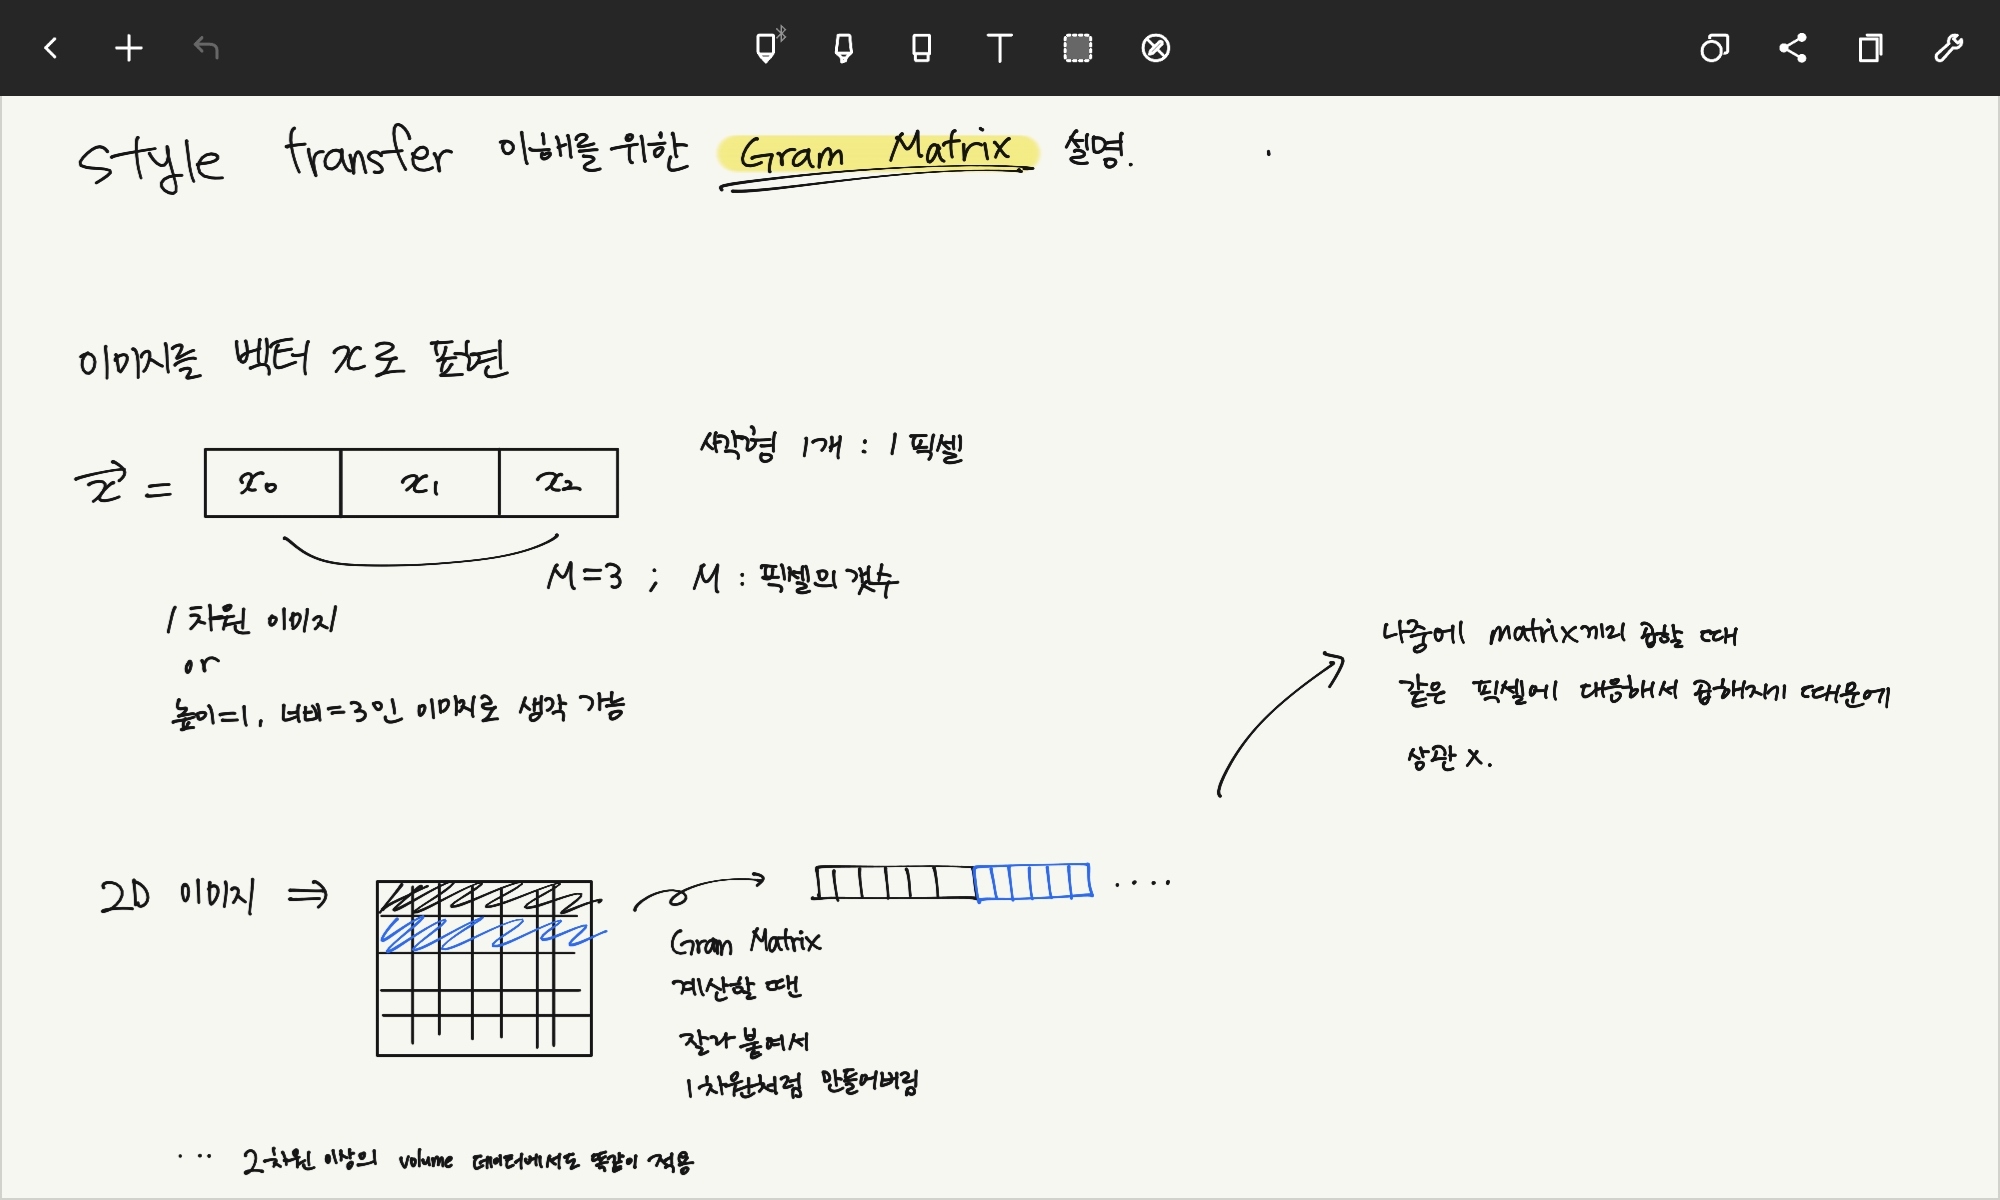 style transfer 이해를 위한 Gram Matrix 설명.
이미지를 벡터 x로 표현
x = x₀ x₁ x₂
사각형 1개 : 1 픽셀
M=3 ; M : 픽셀의 갯수
1차원 이미지
or
높이=1, 너비=3인 이미지로 생각 가능
나중에 matrix끼리 곱할 때
같은 픽셀에 대응해서 곱해지기 때문에
상관 x.
2D 이미지 ⇒
....
Gram Matrix
계산할 땐
잘라붙여서
1차원처럼 만들어버림
... 2차원 이상의 volume 데이터에서도 똑같이 적용